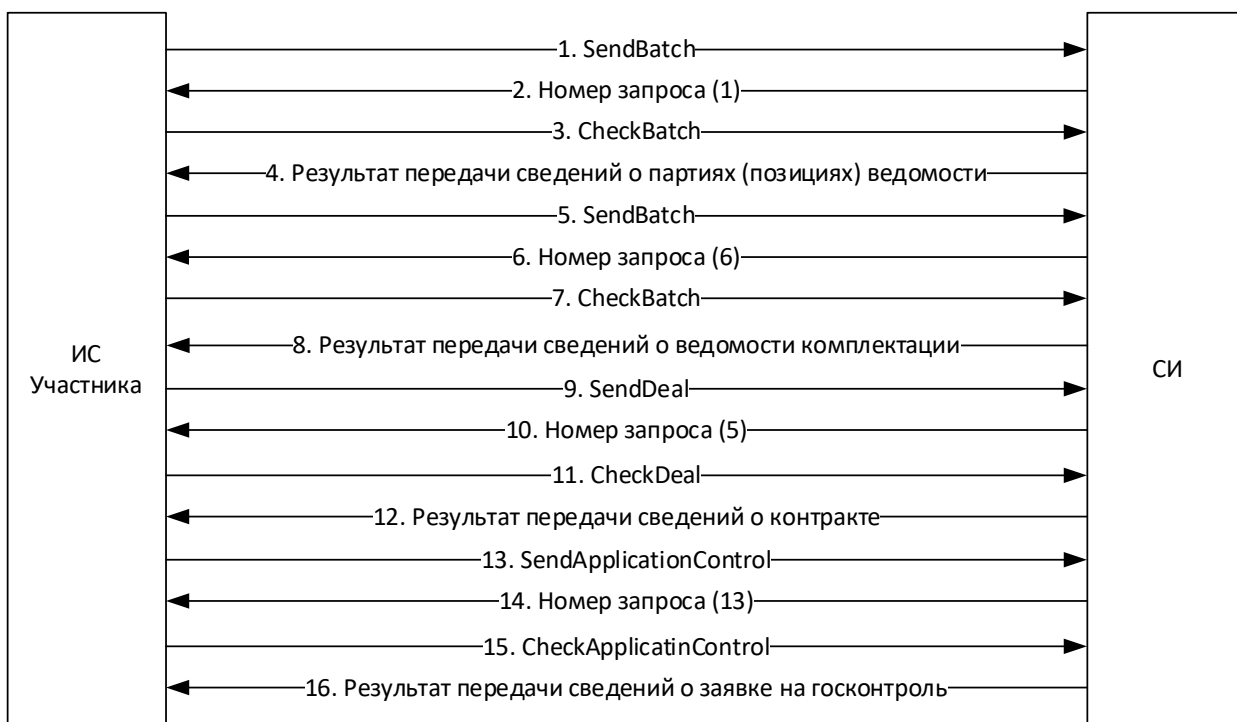 1. SendBatch
2. Номер запроса (1)
3. CheckBatch
4. Результат передачи сведений о партиях (позициях) ведомости
5. SendBatch
6. Номер запроса (6)
7. CheckBatch
8. Результат передачи сведений о ведомости комплектации
9. SendDeal
10. Номер запроса (5)
11. CheckDeal
12. Результат передачи сведений о контракте
13. SendApplicationControl
14. Номер запроса (13)
15. CheckApplicatinControl
16. Результат передачи сведений о заявке на госконтроль
ИС
Участника
СИ